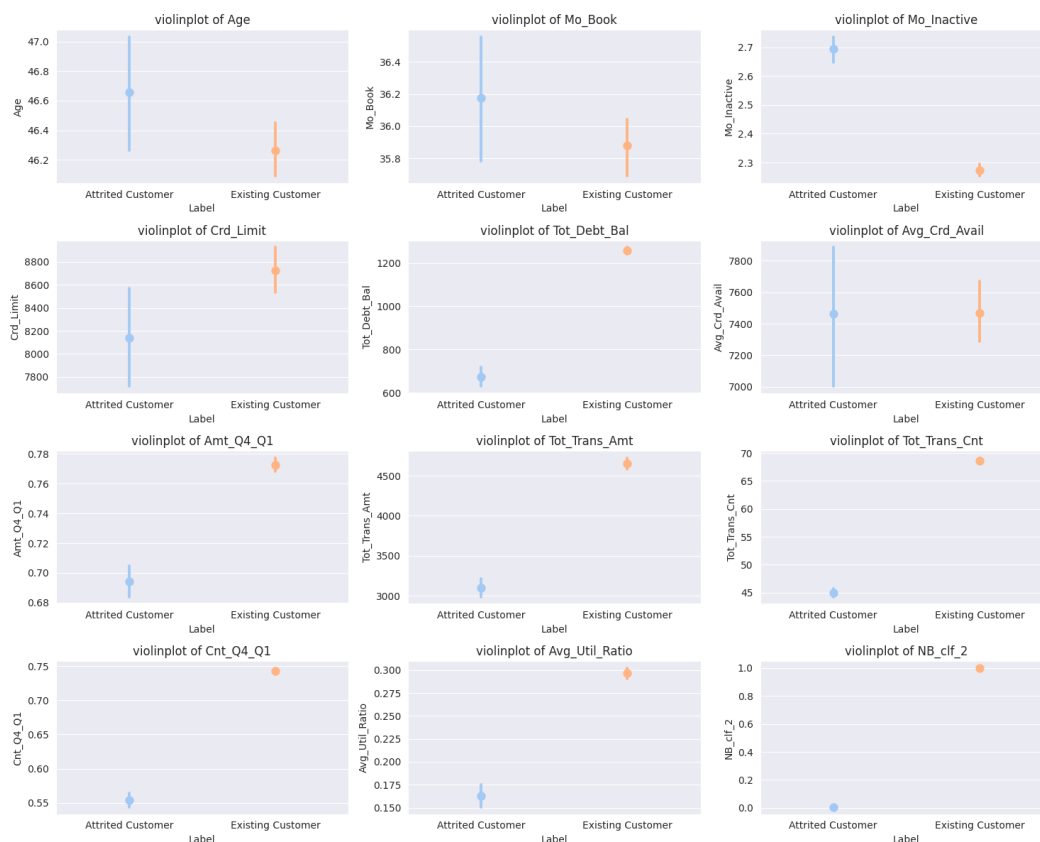 violinplot of Age
47.0
46.8
46.6
46.4
46.2
Age
Attrited Customer
Existing Customer
Label
violinplot of Mo_Book
36.4
36.2
36.0
35.8
Mo_Book
Attrited Customer
Existing Customer
Label
violinplot of Mo_Inactive
2.7
2.6
2.5
2.4
2.3
Mo_Inactive
Attrited Customer
Existing Customer
Label
violinplot of Crd_Limit
8800
8600
8400
8200
8000
7800
Crd_Limit
Attrited Customer
Existing Customer
Label
violinplot of Tot_Debt_Bal
1200
1000
800
600
Tot_Debt_Bal
Attrited Customer
Existing Customer
Label
violinplot of Avg_Crd_Avail
7800
7600
7400
7200
7000
Avg_Crd_Avail
Attrited Customer
Existing Customer
Label
violinplot of Amt_Q4_Q1
0.78
0.76
0.74
0.72
0.70
0.68
Amt_Q4_Q1
Attrited Customer
Existing Customer
Label
violinplot of Tot_Trans_Amt
4500
4000
3500
3000
Tot_Trans_Amt
Attrited Customer
Existing Customer
Label
violinplot of Tot_Trans_Cnt
70
65
60
55
50
45
Tot_Trans_Cnt
Attrited Customer
Existing Customer
Label
violinplot of Cnt_Q4_Q1
0.75
0.70
0.65
0.60
0.55
Cnt_Q4_Q1
Attrited Customer
Existing Customer
Label
violinplot of Avg_Util_Ratio
0.300
0.275
0.250
0.225
0.200
0.175
0.150
Avg_Util_Ratio
Attrited Customer
Existing Customer
Label
violinplot of NB_clf_2
1.0
0.8
0.6
0.4
0.2
0.0
NB_clf_2
Attrited Customer
Existing Customer
Label